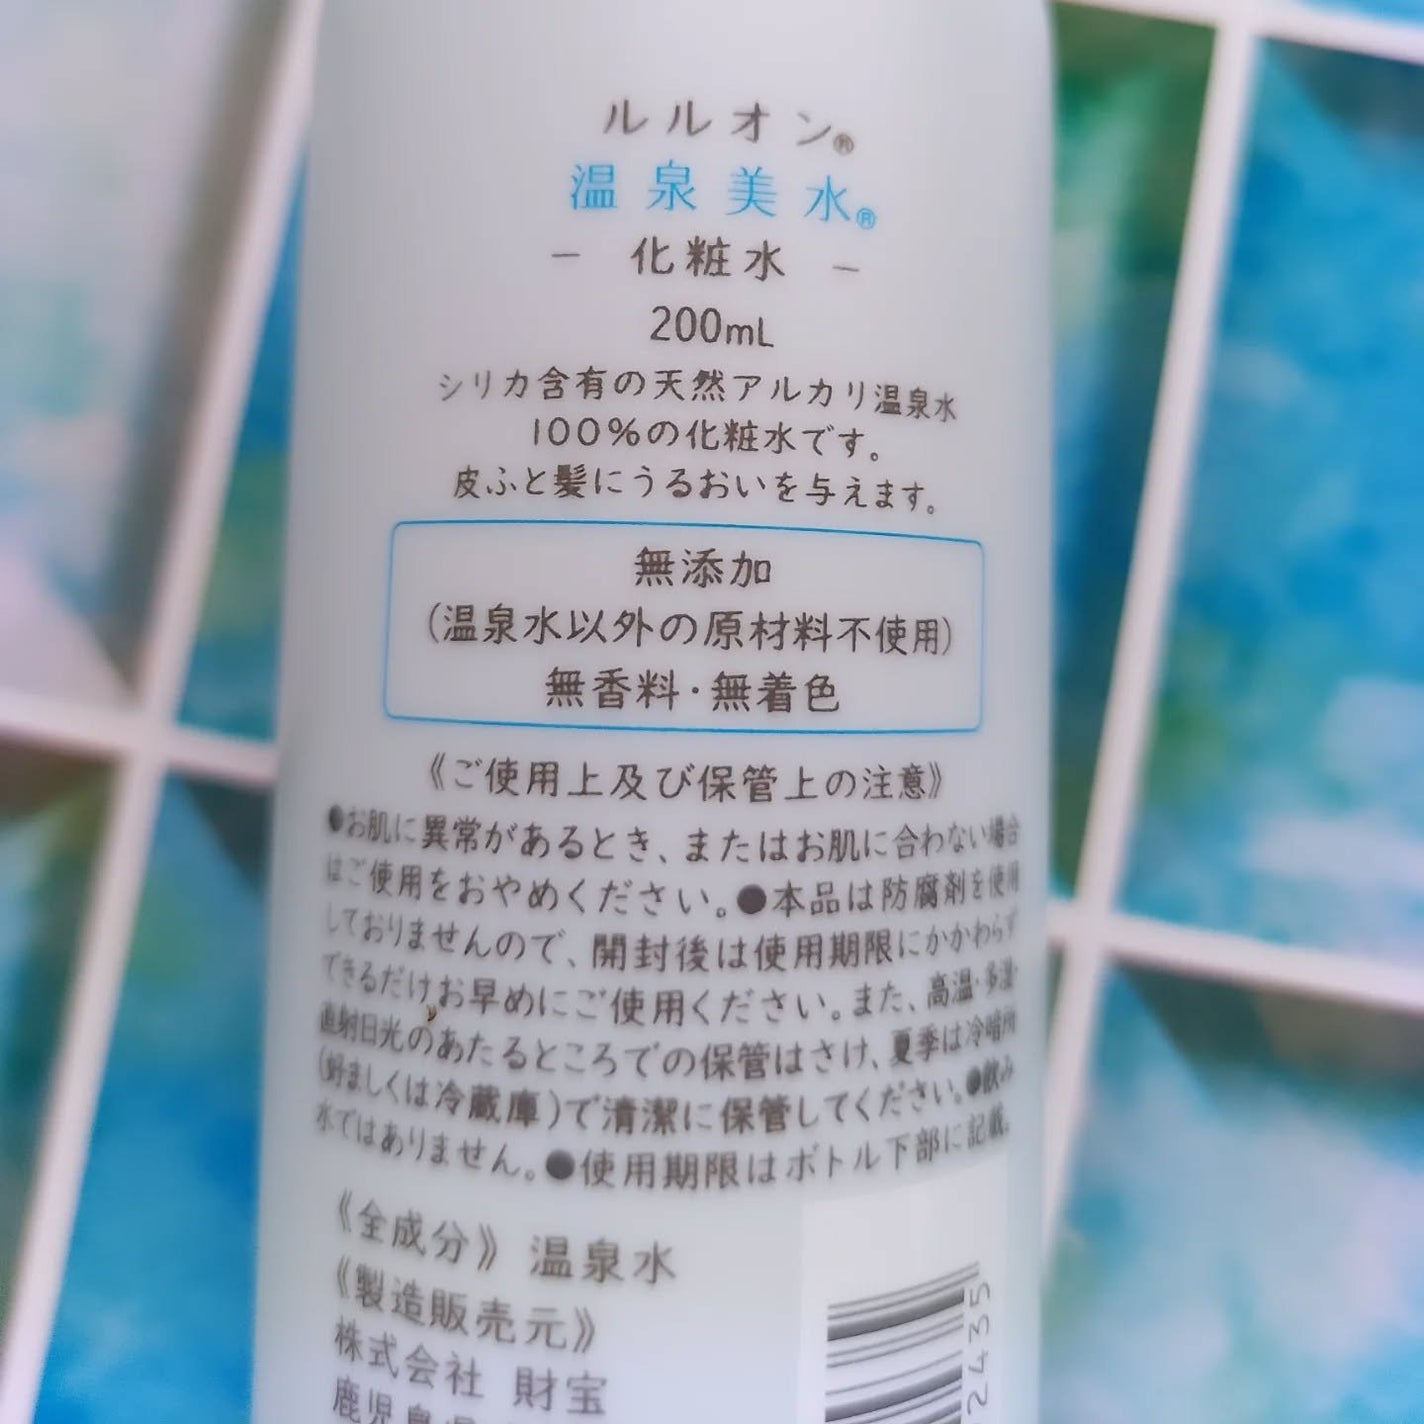 ルルオン®
温泉美水®
− 化粧水 −
200mL
シリカ含有の天然アルカリ温泉水
100%の化粧水です。
皮ふと髪にうるおいを与えます。
無添加
(温泉水以外の原材料不使用)
無香料・無着色
《ご使用上及び保管上の注意》
●お肌に異常があるとき、またはお肌に合わない場合
はご使用をおやめください。●本品は防腐剤を使用
しておりませんので、開封後は使用期限にかかわらず
できるだけお早めにご使用ください。また、高温・多湿・
直射日光のあたるところでの保管はさけ、夏季は冷暗所
(好ましくは冷蔵庫)で清潔に保管してください。●飲み
水ではありません。●使用期限はボトル下部に記載。
《全成分》 温泉水
《製造販売元》
株式会社 財宝
鹿児島県
2435